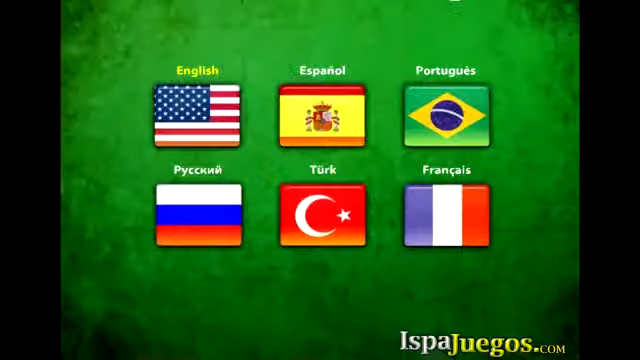 English Español Português
Русский Türk Français
IspaJuegos.COM